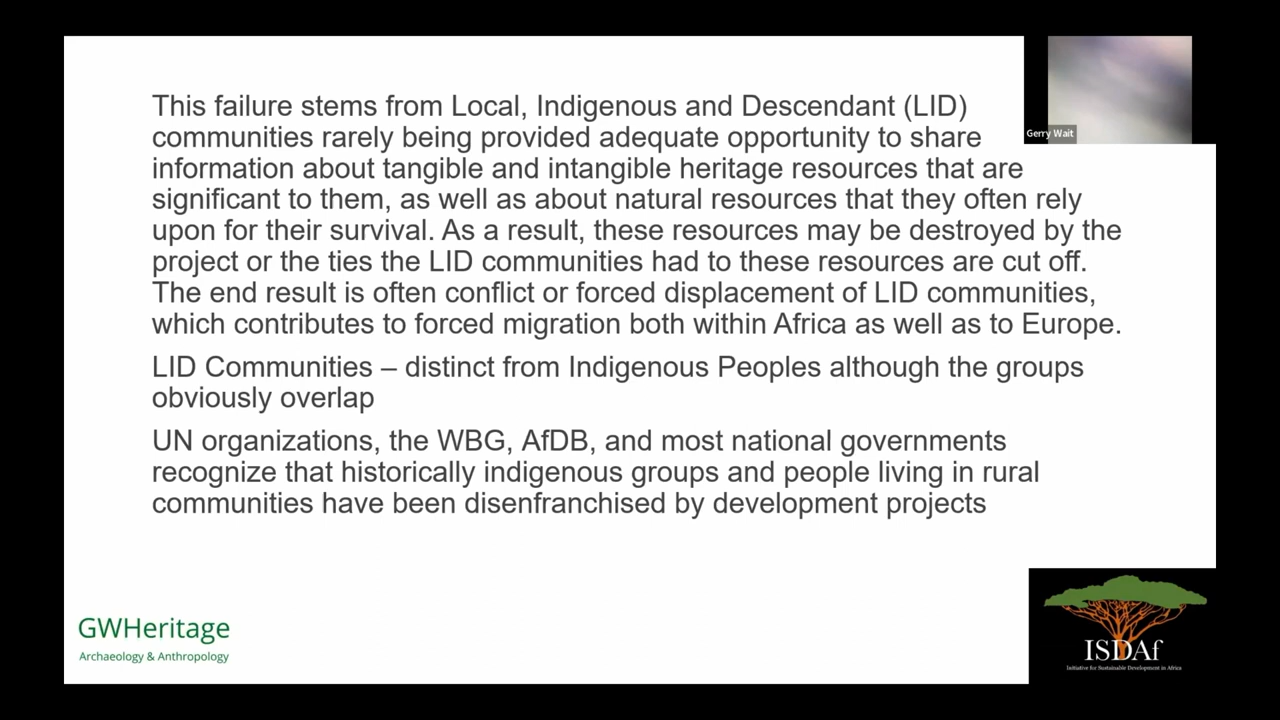 This failure stems from Local, Indigenous and Descendant (LID)
communities rarely being provided adequate opportunity to share
information about tangible and intangible heritage resources that are
significant to them, as well as about natural resources that they often rely
upon for their survival. As a result, these resources may be destroyed by the
project or the ties the LID communities had to these resources are cut off.
The end result is often conflict or forced displacement of LID communities,
which contributes to forced migration both within Africa as well as to Europe.
LID Communities – distinct from Indigenous Peoples although the groups
obviously overlap
UN organizations, the WBG, AfDB, and most national governments
recognize that historically indigenous groups and people living in rural
communities have been disenfranchised by development projects
Gerry Wait
GWHeritage
Archaeology & Anthropology
ISDAf
Initiative for Sustainable Development in Africa